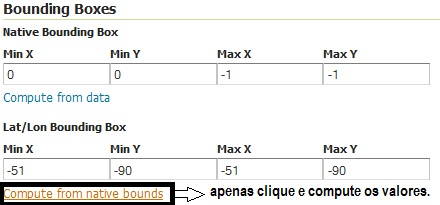 Bounding Boxes
Native Bounding Box
Min X Min Y Max X Max Y
0 0 -1 -1
Compute from data
Lat/Lon Bounding Box
Min X Min Y Max X Max Y
-51 -90 -51 -90
Compute from native bounds apenas clique e compute os valores.